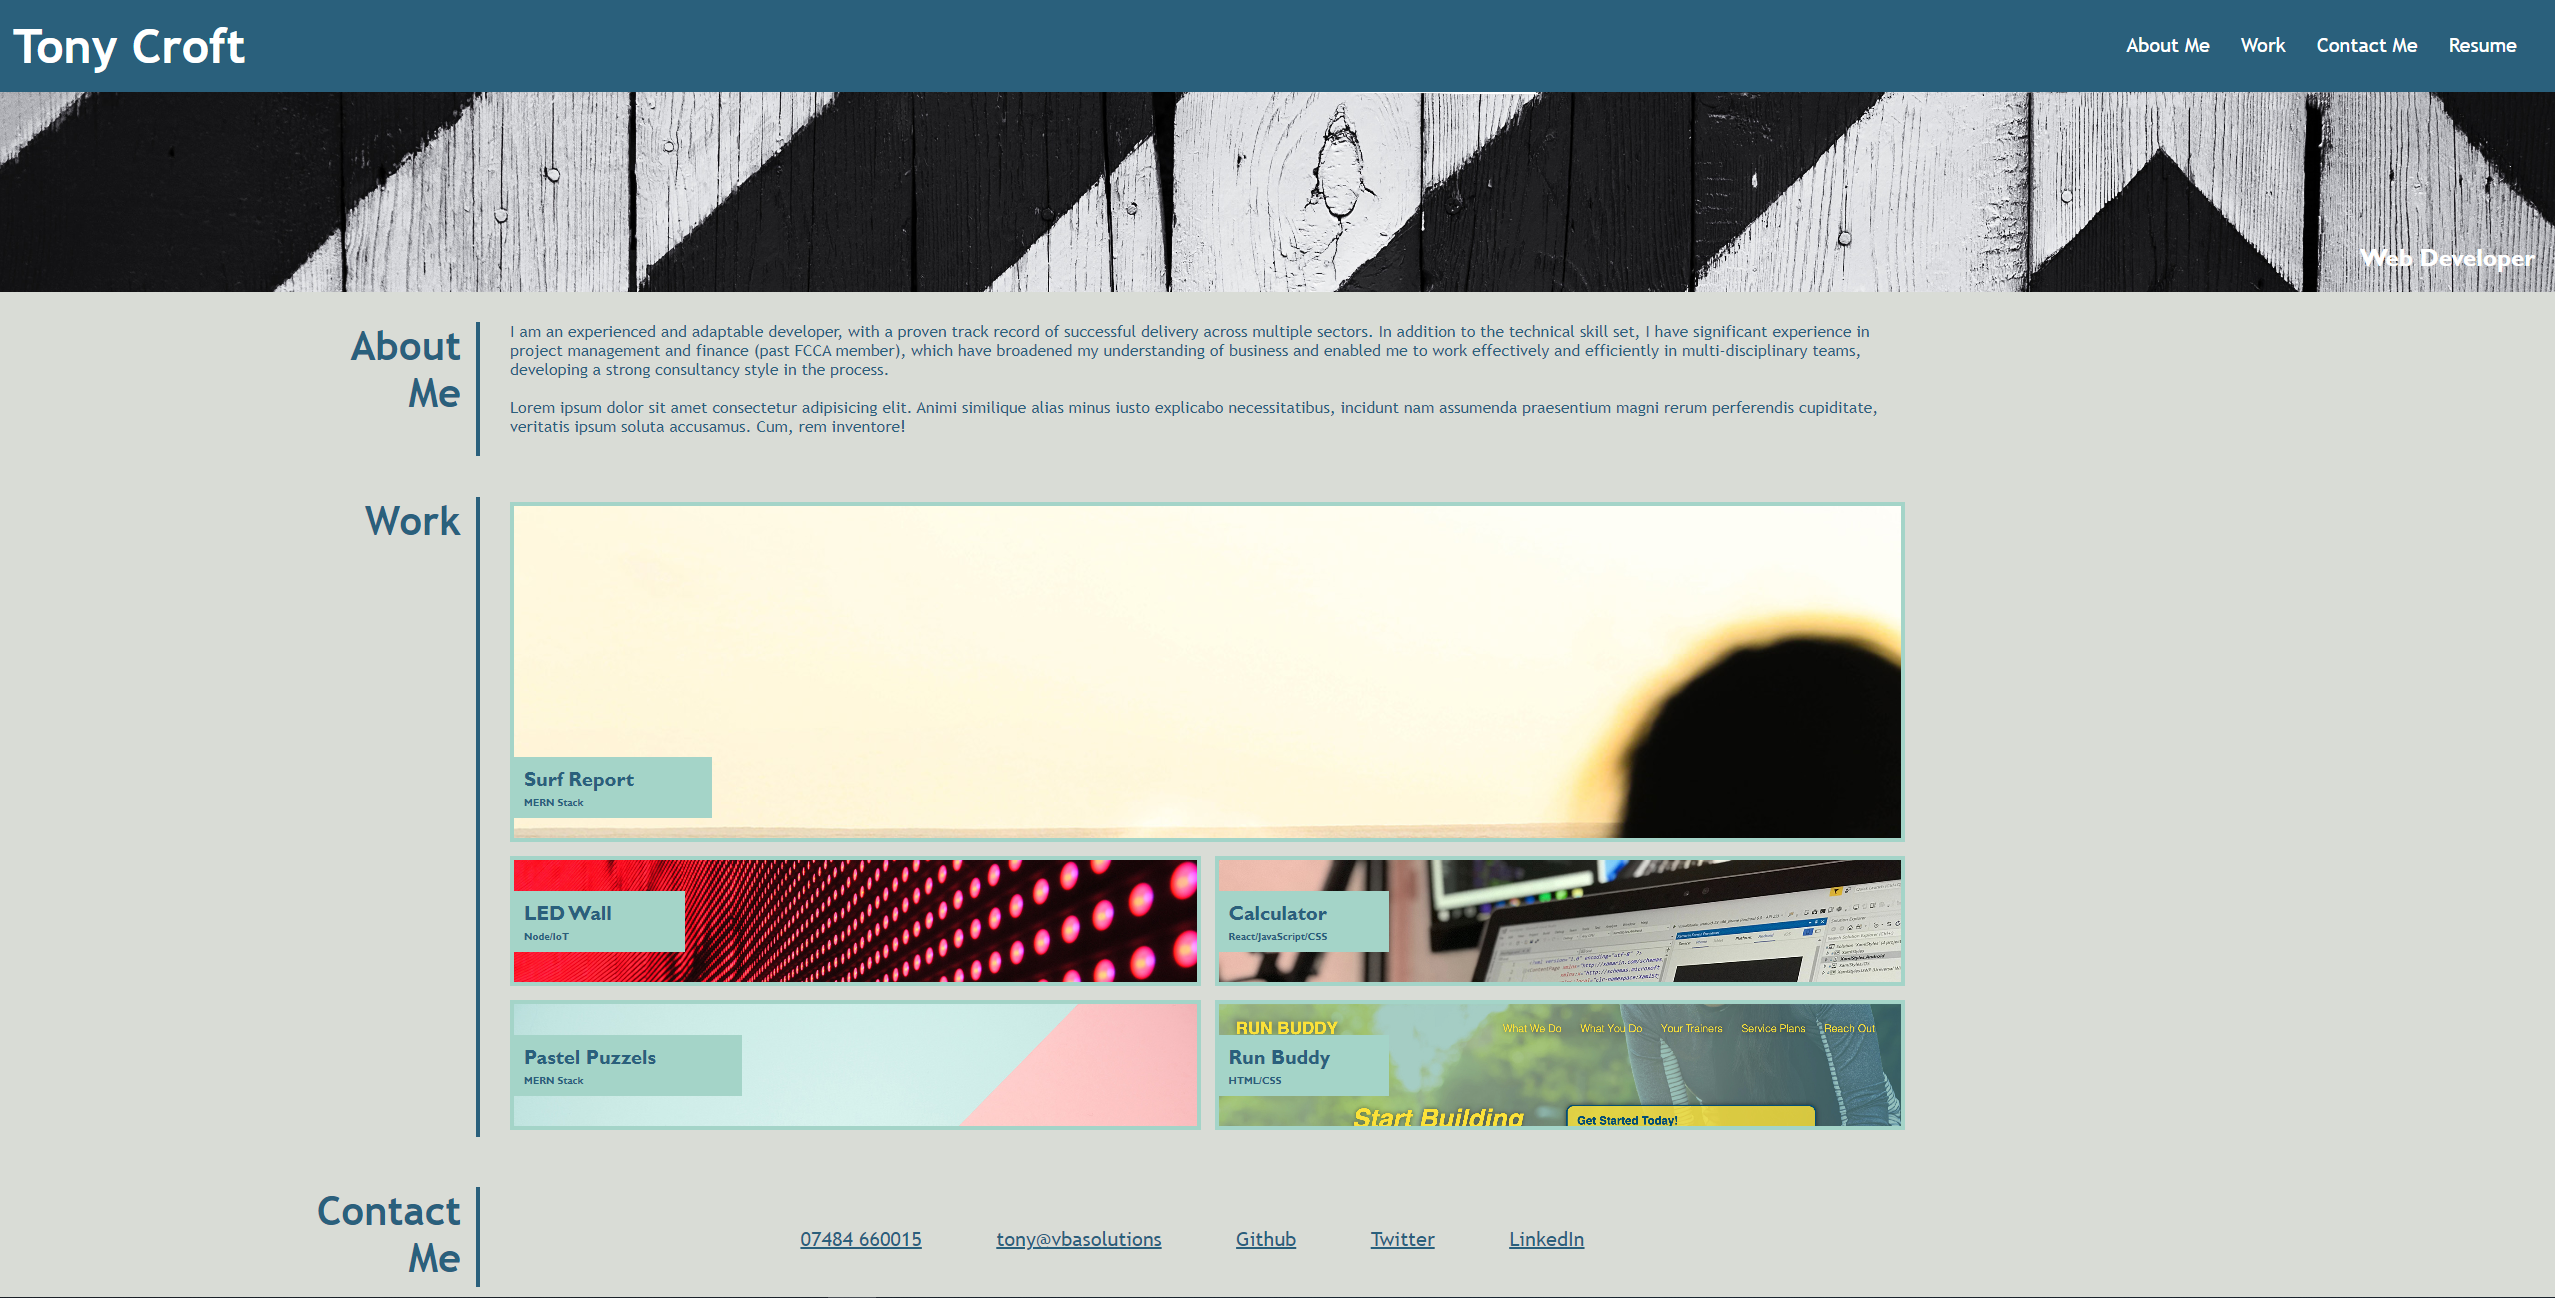 Tony Croft
About Me Work Contact Me Resume
Web Developer
About
Me
I am an experienced and adaptable developer, with a proven track record of successful delivery across multiple sectors. In addition to the technical skill set, I have significant experience in
project management and finance (past FCCA member), which have broadened my understanding of business and enabled me to work effectively and efficiently in multi-disciplinary teams,
developing a strong consultancy style in the process.
Lorem ipsum dolor sit amet consectetur adipisicing elit. Animi similique alias minus iusto explicabo necessitatibus, incidunt nam assumenda praesentium magni rerum perferendis cupiditate,
veritatis ipsum soluta accusamus. Cum, rem inventore!
Work
Surf Report
MERN Stack
LED Wall
Node/IoT
Calculator
React/JavaScript/CSS
Pastel Puzzels
MERN Stack
RUN BUDDY
What We Do What You Do Your Trainers Service Plans Reach Out
Run Buddy
HTML/CSS
Start Building
Get Started Today!
Contact
Me
07484 660015 tony@vbasolutions Github Twitter LinkedIn